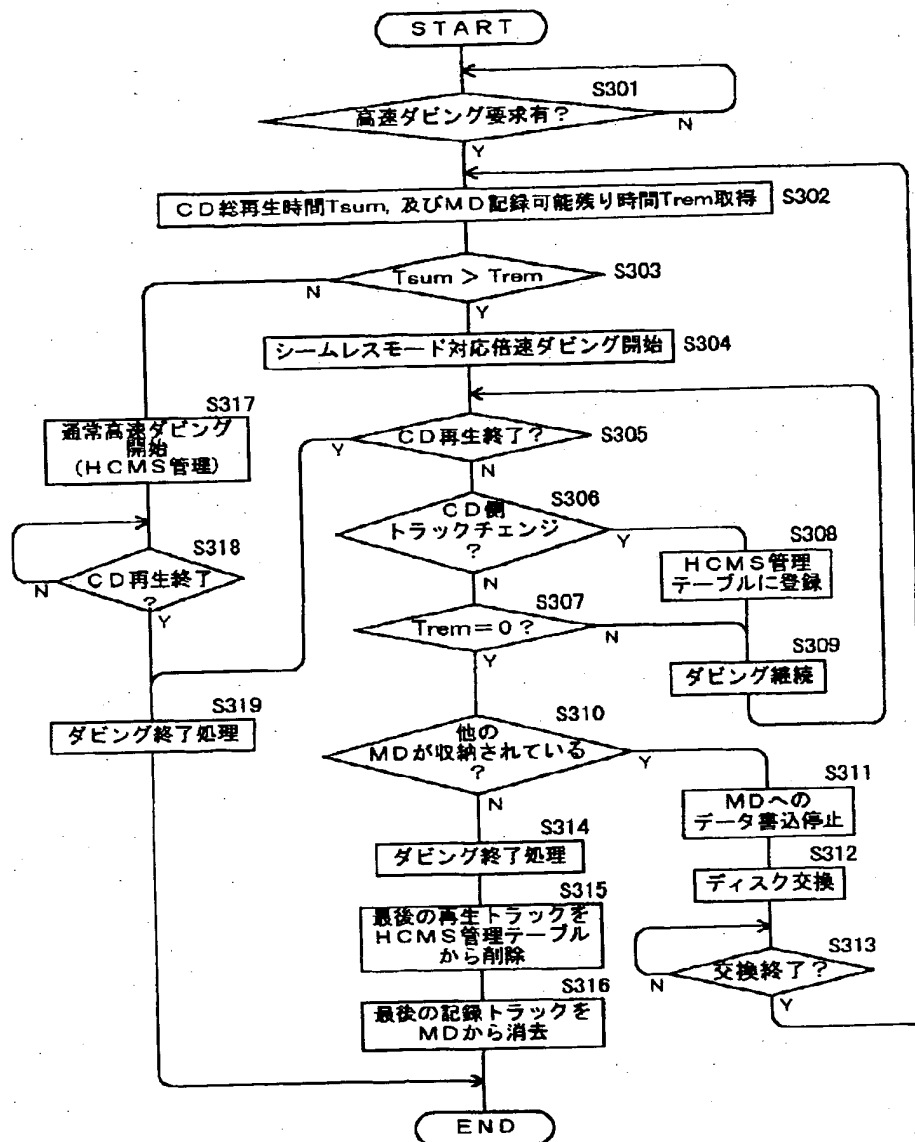 START
S301
高速ダビング要求有?
N
Y
CD総再生時間Tsum, 及びMD記録可能残り時間Trem取得
S302
Tsum > Trem
S303
N
Y
シームレスモード対応倍速ダビング開始
S304
S317
通常高速ダビング
開始
(HCMS管理)
CD再生終了?
S305
Y
N
S306
CD側
トラックチェンジ
?
Y
N
S308
HCMS管理
テーブルに登録
S318
CD再生終了
?
N
Y
S307
Trem=0?
N
Y
S309
ダビング継続
S319
ダビング終了処理
S310
他の
MDが収納されている
?
Y
N
S311
MDへの
データ書込停止
S314
ダビング終了処理
S312
ディスク交換
S315
最後の再生トラックを
HCMS管理テーブル
から削除
S313
交換終了?
N
Y
S316
最後の記録トラックを
MDから消去
END